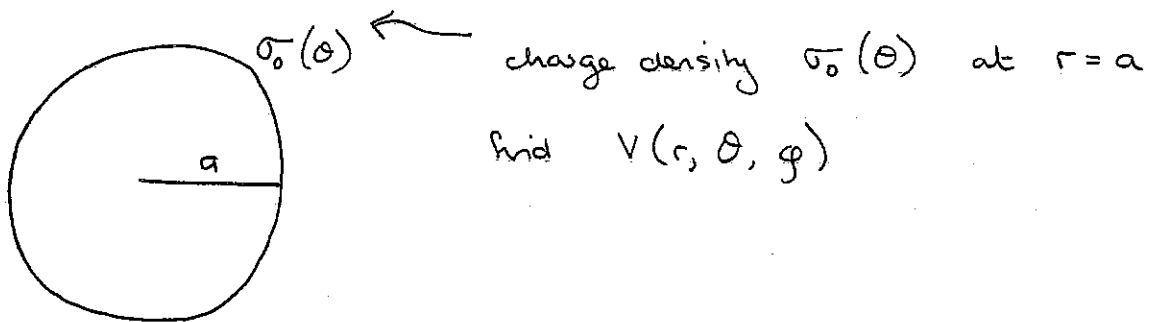 σ₀(θ) charge density σ₀(θ) at r = a
find V(r, θ, φ)
a